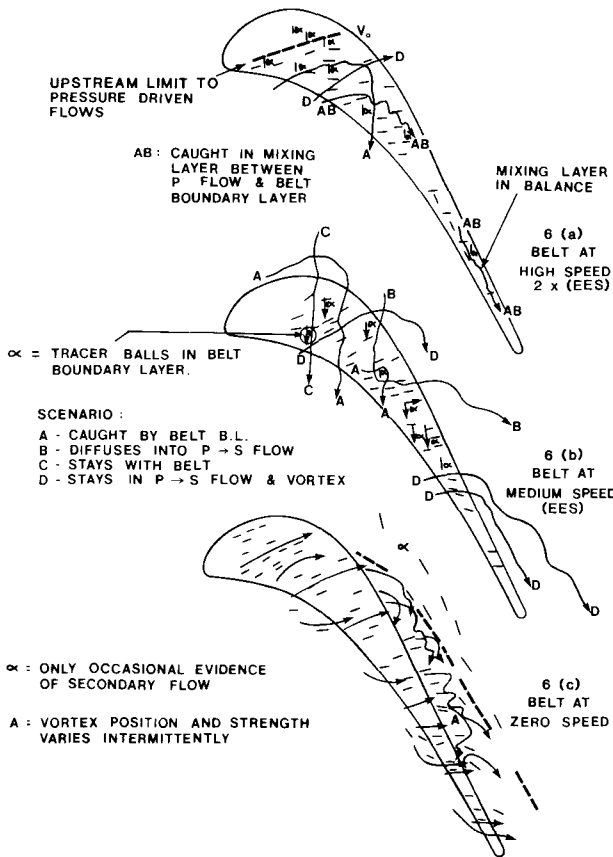 V₀
D
UPSTREAM LIMIT TO
PRESSURE DRIVEN
FLOWS
D
AB
A
AB
AB : CAUGHT IN MIXING
LAYER BETWEEN
P FLOW & BELT
BOUNDARY LAYER
MIXING LAYER
IN BALANCE
AB
AB
6 (a)
BELT AT
HIGH SPEED
2 x (EES)
C
A
B
α
α
α = TRACER BALLS IN BELT
BOUNDARY LAYER.
D
C
A
A
A
D
B
α
SCENARIO :
A - CAUGHT BY BELT B.L.
B - DIFFUSES INTO P → S FLOW
C - STAYS WITH BELT
D - STAYS IN P → S FLOW & VORTEX
6 (b)
BELT AT
MEDIUM SPEED
(EES)
D
D
D
D
α
α = ONLY OCCASIONAL EVIDENCE
OF SECONDARY FLOW
A : VORTEX POSITION AND STRENGTH
VARIES INTERMITTENTLY
A
6 (c)
BELT AT
ZERO SPEED